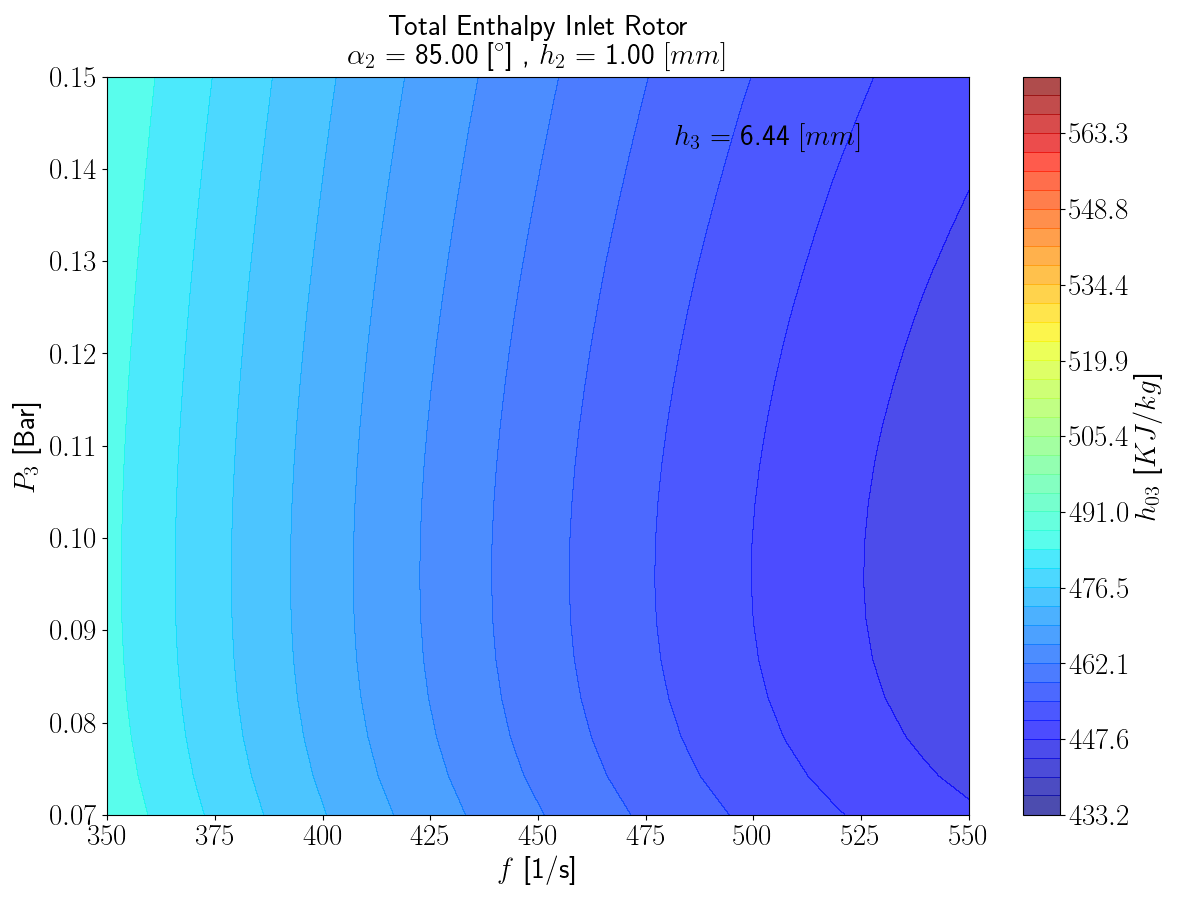 Total Enthalpy Inlet Rotor
α₂ = 85.00 [°] , h₂ = 1.00 [mm]
h₃ = 6.44 [mm]
0.15
0.14
0.13
0.12
0.11
0.10
0.09
0.08
0.07
P₃ [Bar]
350 375 400 425 450 475 500 525 550
f [1/s]
563.3
548.8
534.4
519.9
505.4
491.0
476.5
462.1
447.6
433.2
h₀₃ [KJ/kg]